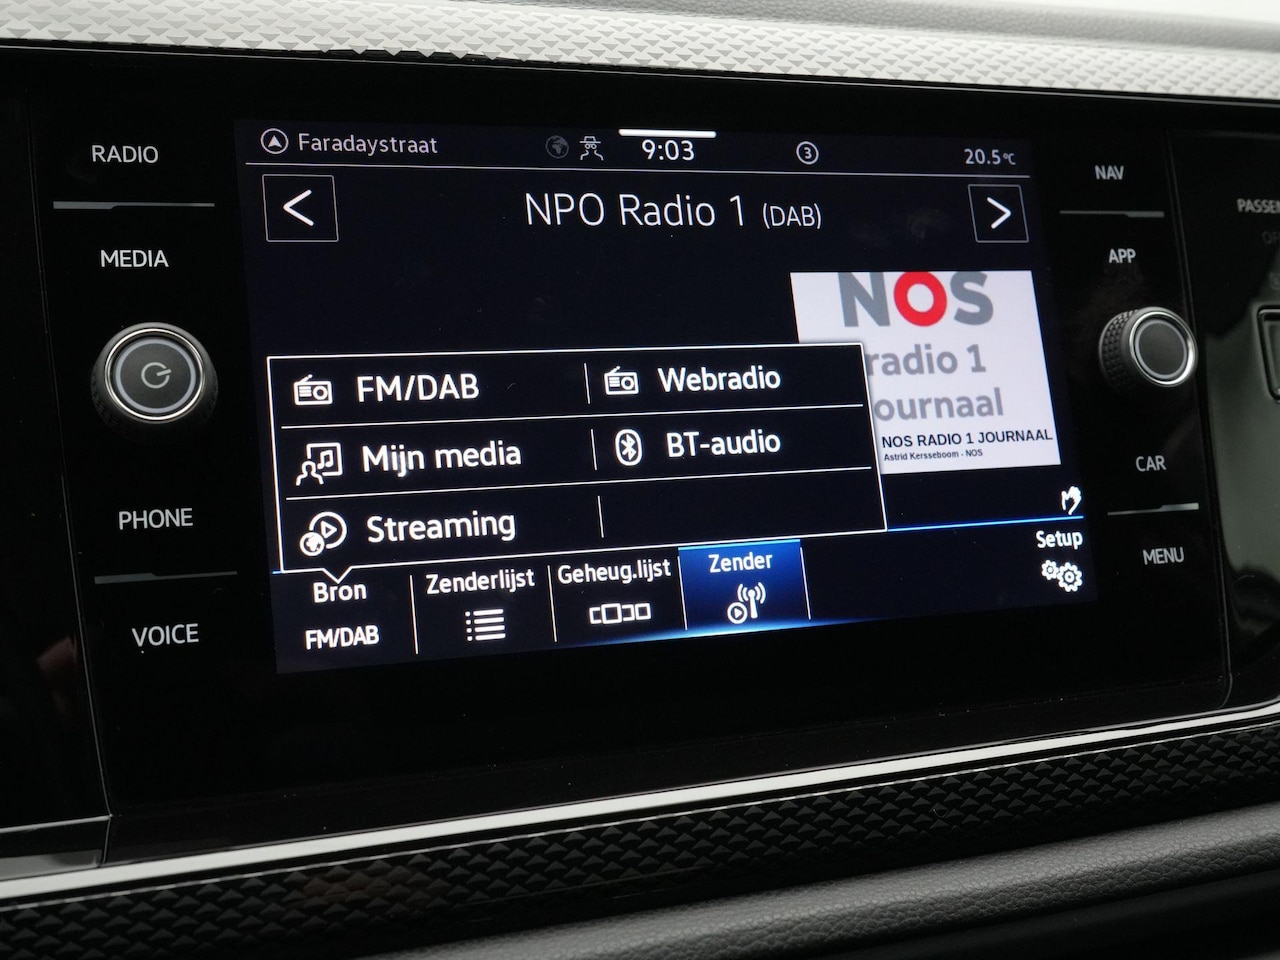 RADIO
MEDIA
PHONE
VOICE
Faradaystraat
9:03
3
20.5°C
<
NPO Radio 1 (DAB)
>
NOS
radio 1
ournaal
NOS RADIO 1 JOURNAAL
Astrid Kersseboom - NOS
FM/DAB
Webradio
Mijn media
BT-audio
Streaming
Bron
FM/DAB
Zenderlijst
Geheug.lijst
Zender
Setup
NAV
APP
CAR
MENU
PASSEN